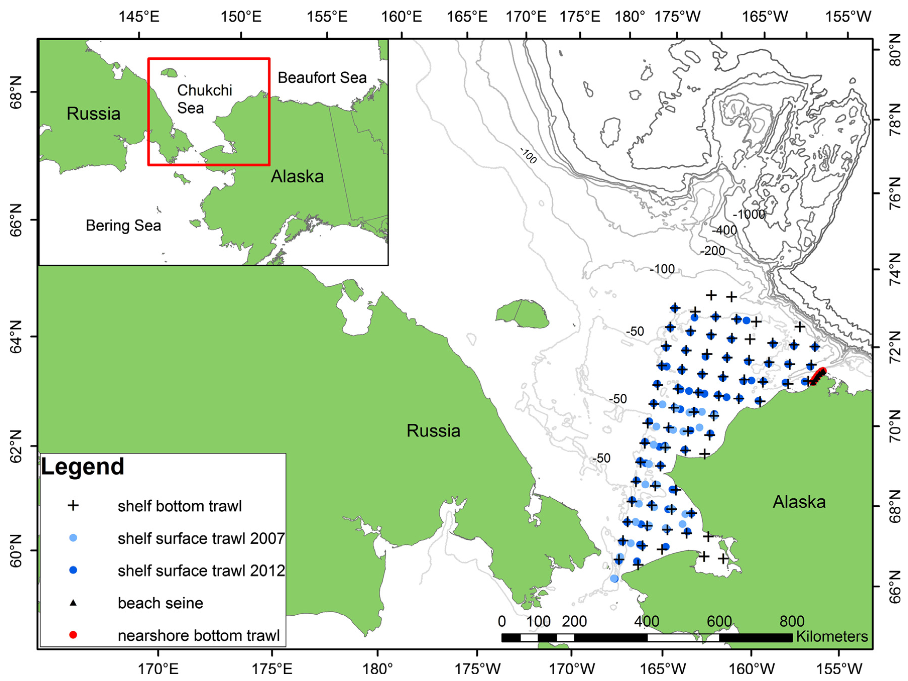 145°E 150°E 155°E 160°E 165°E 170°E 175°E 180° 175°W 165°W 155°W
80°N
Beaufort Sea
68°N
Chukchi
Sea
Russia
78°N
-100
Alaska
76°N
66°N
Bering Sea
-1000
-400
-200
74°N
-100
64°N
-50
72°N
-50
Russia
70°N
62°N
-50
Legend
Alaska
shelf bottom trawl
68°N
shelf surface trawl 2007
60°N
shelf surface trawl 2012
66°N
beach seine
nearshore bottom trawl
0 100 200 400 600 800
Kilometers
170°E 175°E 180° 175°W 170°W 165°W 160°W 155°W